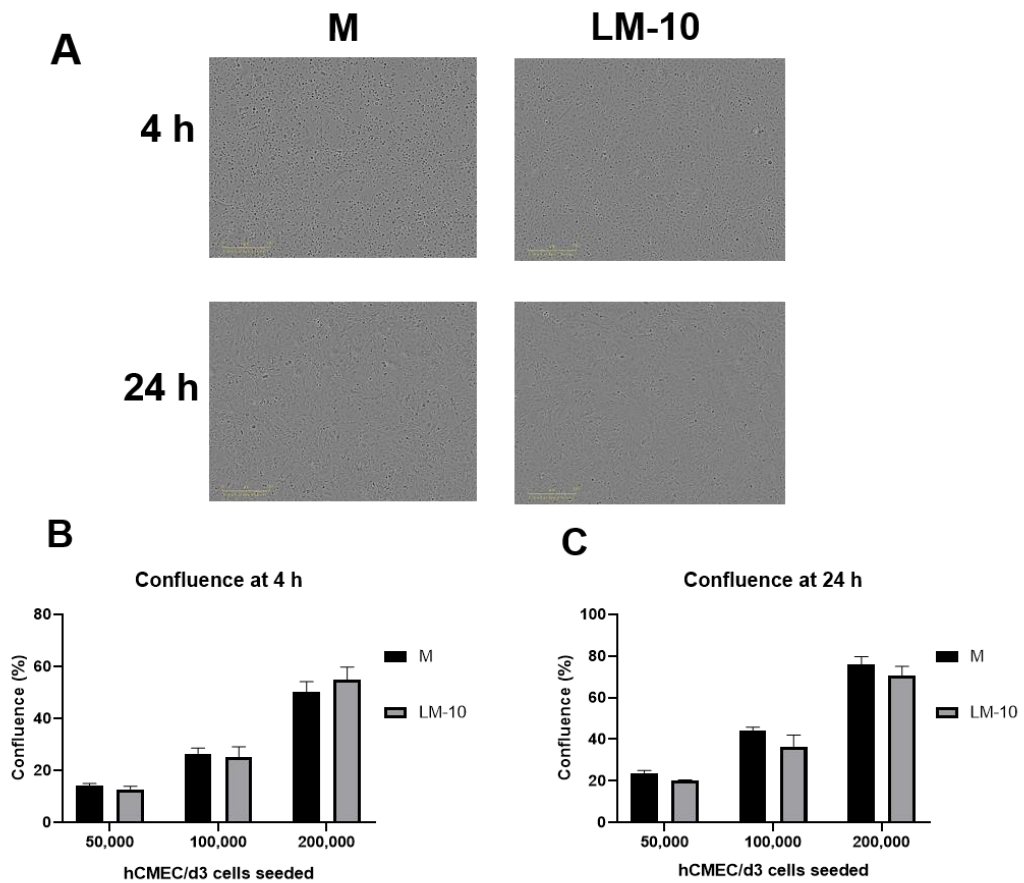 A
M
LM-10
4 h
24 h
B
Confluence at 4 h
Confluence (%)
80
60
40
20
0
50,000
100,000
200,000
hCMEC/d3 cells seeded
M
LM-10
C
Confluence at 24 h
Confluence (%)
100
80
60
40
20
0
50,000
100,000
200,000
hCMEC/d3 cells seeded
M
LM-10